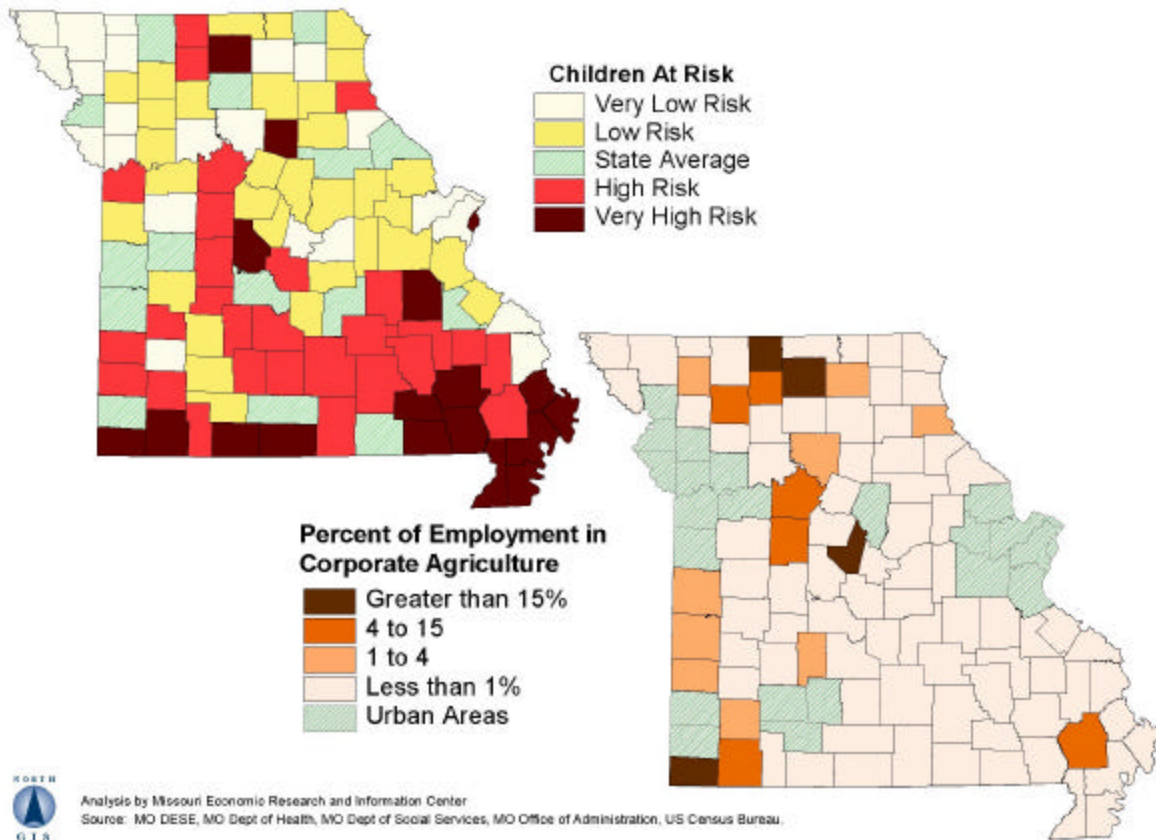 Children At Risk
Very Low Risk
Low Risk
State Average
High Risk
Very High Risk
Percent of Employment in
Corporate Agriculture
Greater than 15%
4 to 15
1 to 4
Less than 1%
Urban Areas
NORTH
GIS
Analysis by Missouri Economic Research and Information Center
Source: MO DESE, MO Dept of Health, MO Dept of Social Services, MO Office of Administration, US Census Bureau.